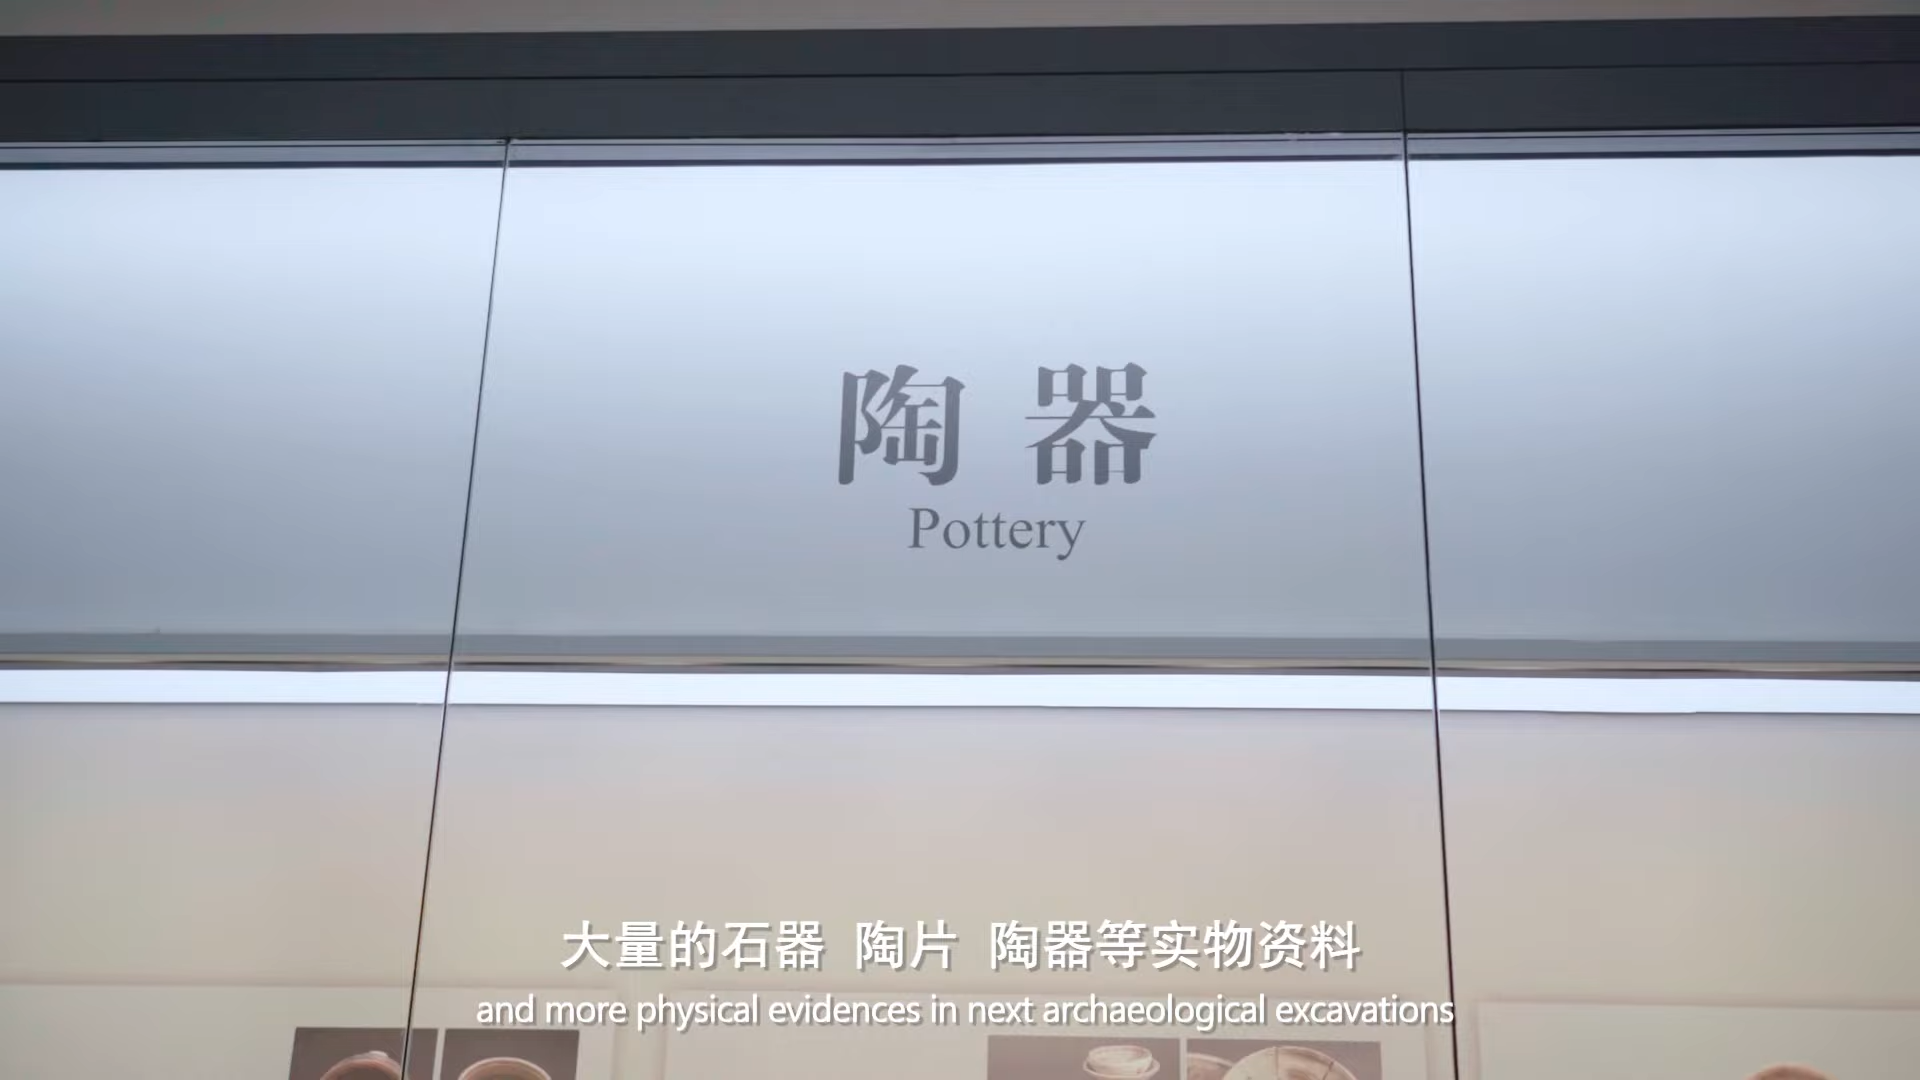 陶器
Pottery
大量的石器 陶片 陶器等实物资料
and more physical evidences in next archaeological excavations